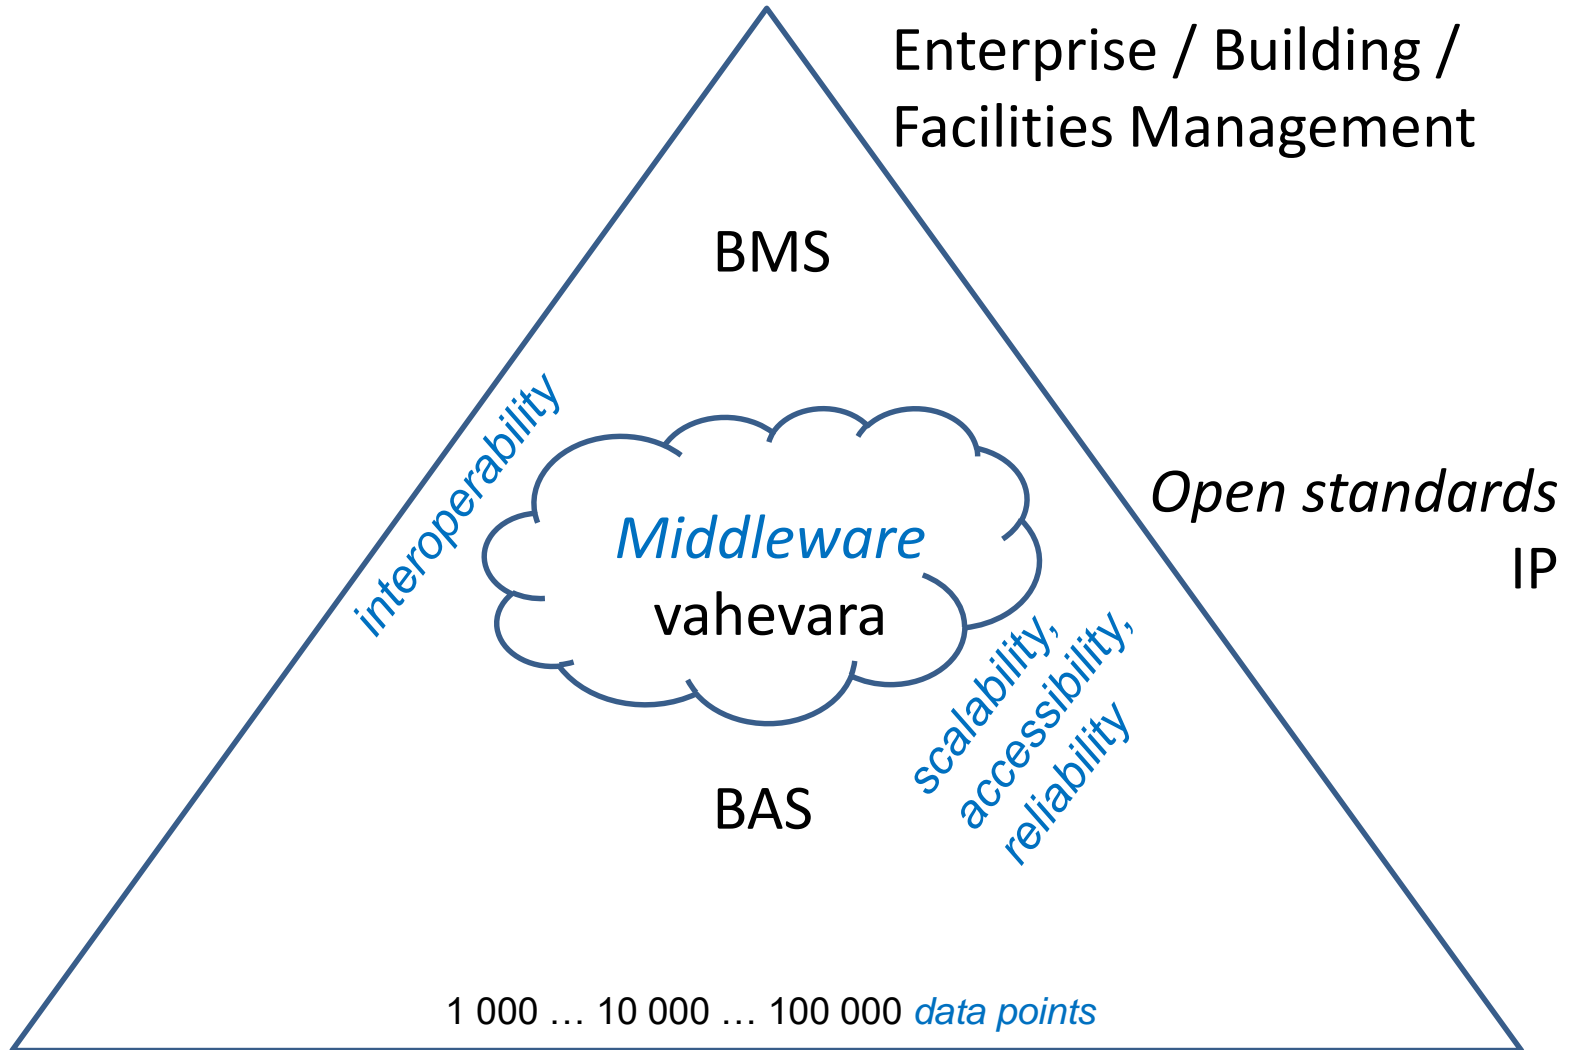 Enterprise / Building /
Facilities Management
BMS
interoperability
Open standards
IP
Middleware
vahevara
scalability,
accessibility,
reliability
BAS
1 000 … 10 000 … 100 000 data points